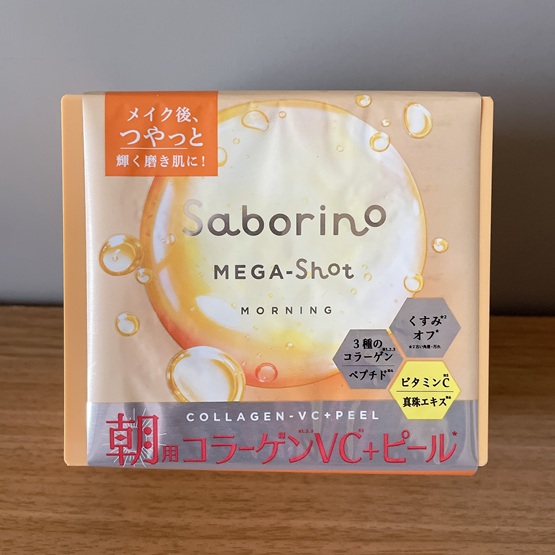 メイク後、
つやっと
輝く磨き肌に!
Saborino
MEGA-Shot
MORNING
くすみ※2
オフ*
3種の
コラーゲン
ペプチド
ビタミンC
真珠エキス
COLLAGEN-VC+PEEL
朝用コラーゲンVC+ピール*